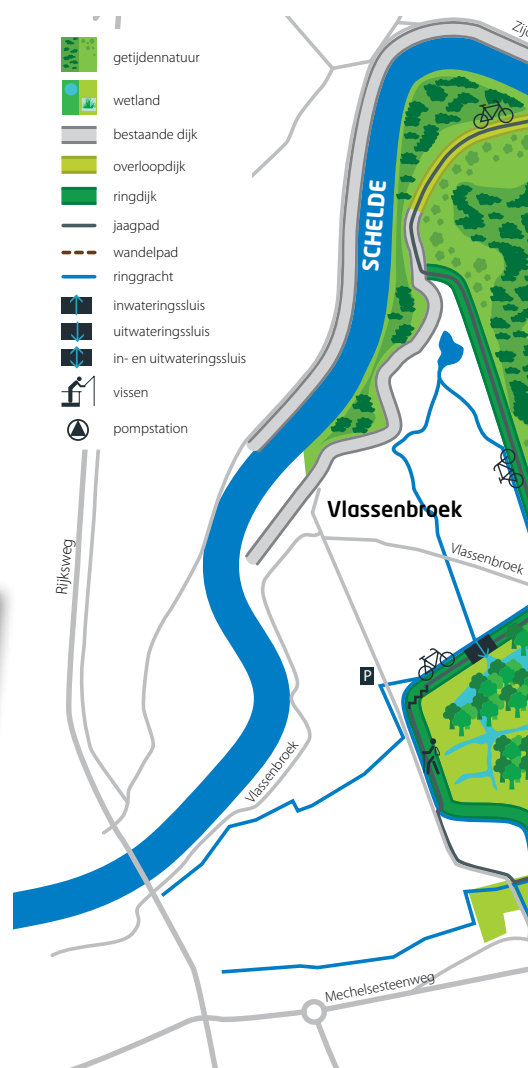 getijdennatuur
wetland
bestaande dijk
overloopdijk
ringdijk
jaagpad
wandelpad
ringgracht
inwateringssluis
uitwateringssluis
in- en uitwateringssluis
vissen
pompstation
SCHELDE
Vlassenbroek
Vlassenbroek
Rijksweg
P
Vlassenbroek
Mechelsesteenweg